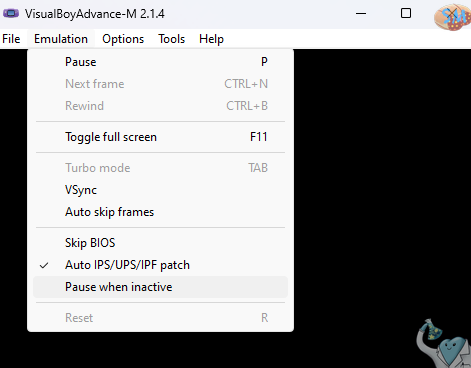 VisualBoyAdvance-M 2.1.4
File Emulation Options Tools Help
Pause P
Next frame CTRL+N
Rewind CTRL+B
Toggle full screen F11
Turbo mode TAB
VSync
Auto skip frames
Skip BIOS
Auto IPS/UPS/IPF patch
Pause when inactive
Reset R